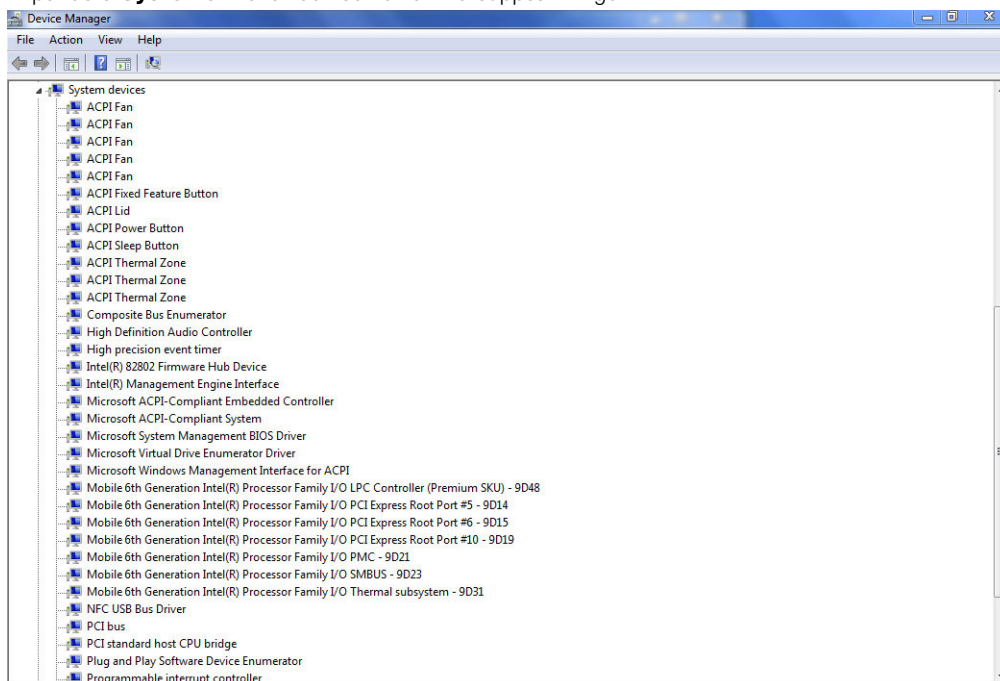 Device Manager
File Action View Help
System devices
ACPI Fan
ACPI Fan
ACPI Fan
ACPI Fan
ACPI Fan
ACPI Fixed Feature Button
ACPI Lid
ACPI Power Button
ACPI Sleep Button
ACPI Thermal Zone
ACPI Thermal Zone
ACPI Thermal Zone
Composite Bus Enumerator
High Definition Audio Controller
High precision event timer
Intel(R) 82802 Firmware Hub Device
Intel(R) Management Engine Interface
Microsoft ACPI-Compliant Embedded Controller
Microsoft ACPI-Compliant System
Microsoft System Management BIOS Driver
Microsoft Virtual Drive Enumerator Driver
Microsoft Windows Management Interface for ACPI
Mobile 6th Generation Intel(R) Processor Family I/O LPC Controller (Premium SKU) - 9D48
Mobile 6th Generation Intel(R) Processor Family I/O PCI Express Root Port #5 - 9D14
Mobile 6th Generation Intel(R) Processor Family I/O PCI Express Root Port #6 - 9D15
Mobile 6th Generation Intel(R) Processor Family I/O PCI Express Root Port #10 - 9D19
Mobile 6th Generation Intel(R) Processor Family I/O PMC - 9D21
Mobile 6th Generation Intel(R) Processor Family I/O SMBUS - 9D23
Mobile 6th Generation Intel(R) Processor Family I/O Thermal subsystem - 9D31
NFC USB Bus Driver
PCI bus
PCI standard host CPU bridge
Plug and Play Software Device Enumerator
Programmable interrupt controller